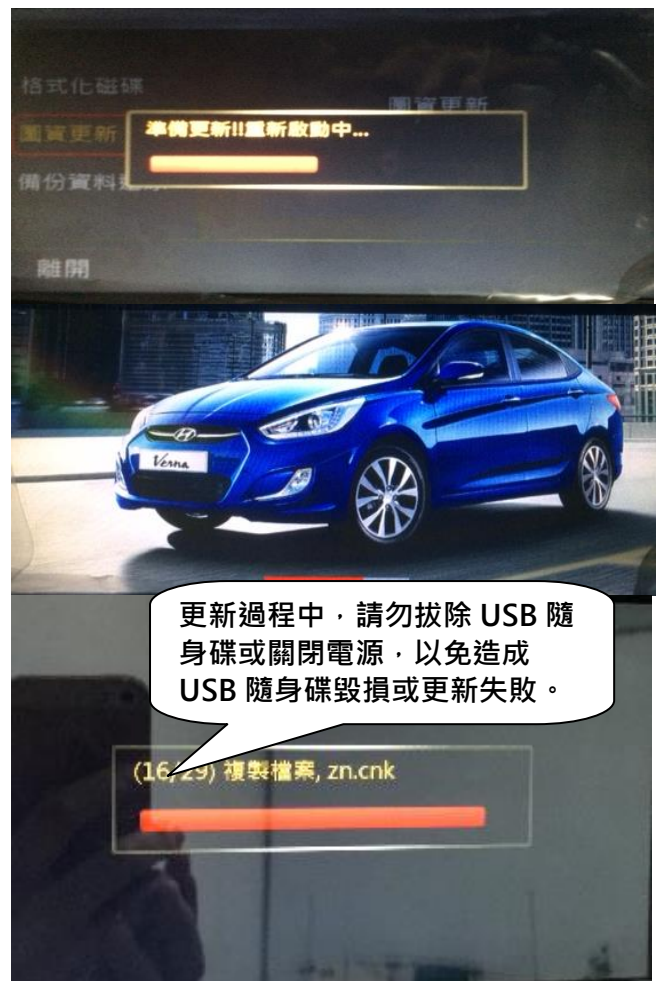 格式化磁碟
圖資更新
圖資更新
準備更新!!重新啟動中...
備份資料還原
離開
Verna
更新過程中，請勿拔除 USB 隨
身碟或關閉電源，以免造成
USB 隨身碟毀損或更新失敗。
(16/29) 複製檔案, zn.cnk